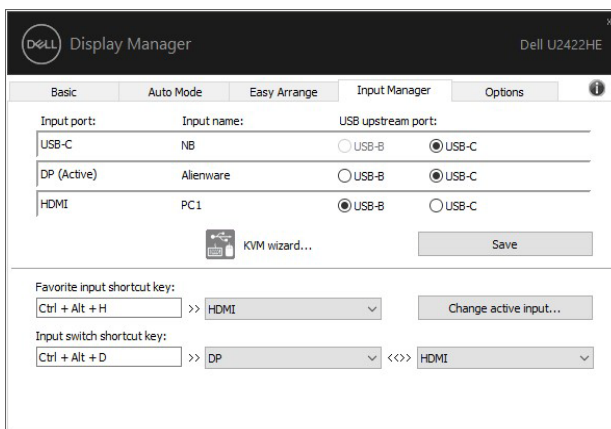 DELL Display Manager Dell U2422HE
Basic Auto Mode Easy Arrange Input Manager Options
Input port: Input name: USB upstream port:
USB-C NB USB-B USB-C
DP (Active) Alienware USB-B USB-C
HDMI PC1 USB-B USB-C
KVM wizard... Save
Favorite input shortcut key:
Ctrl + Alt + H >> HDMI Change active input...
Input switch shortcut key:
Ctrl + Alt + D >> DP <<>> HDMI